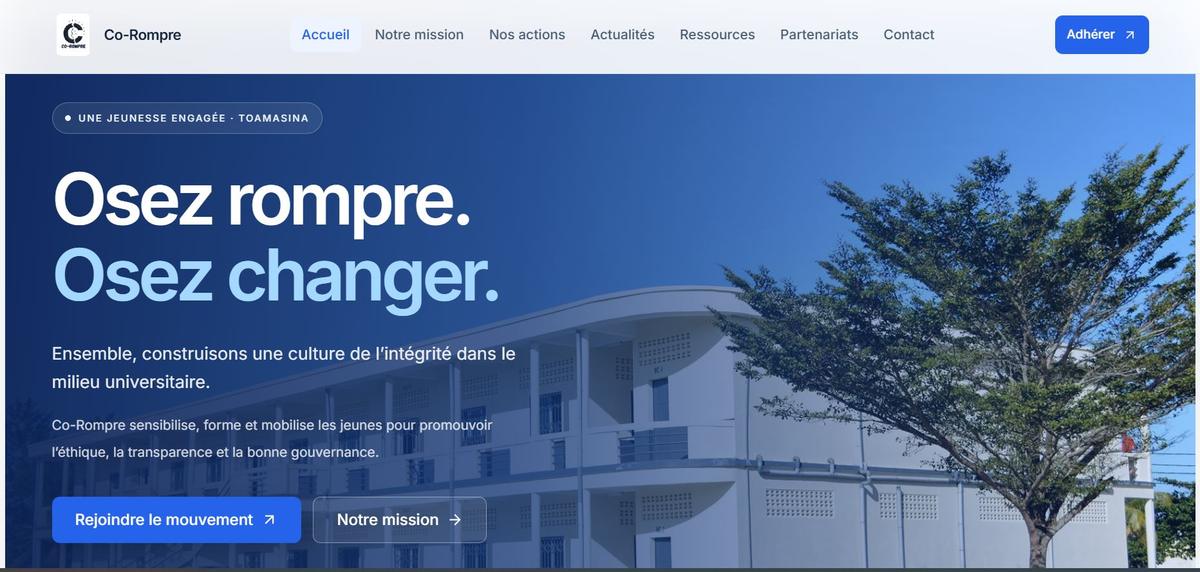 CO-ROMPRE
Co-Rompre
Accueil
Notre mission
Nos actions
Actualités
Ressources
Partenariats
Contact
Adhérer
UNE JEUNESSE ENGAGÉE · TOAMASINA
Osez rompre.
Osez changer.
Ensemble, construisons une culture de l’intégrité dans le
milieu universitaire.
Co-Rompre sensibilise, forme et mobilise les jeunes pour promouvoir
l’éthique, la transparence et la bonne gouvernance.
Rejoindre le mouvement
Notre mission